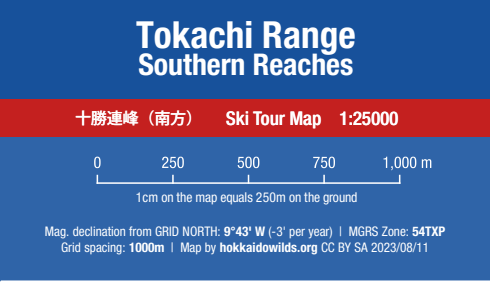 Tokachi Range
Southern Reaches
十勝連峰（南方） Ski Tour Map 1:25000
0 250 500 750 1,000 m
1cm on the map equals 250m on the ground
Mag. declination from GRID NORTH: 9°43' W (-3' per year) | MGRS Zone: 54TXP
Grid spacing: 1000m | Map by hokkaidowilds.org CC BY SA 2023/08/11